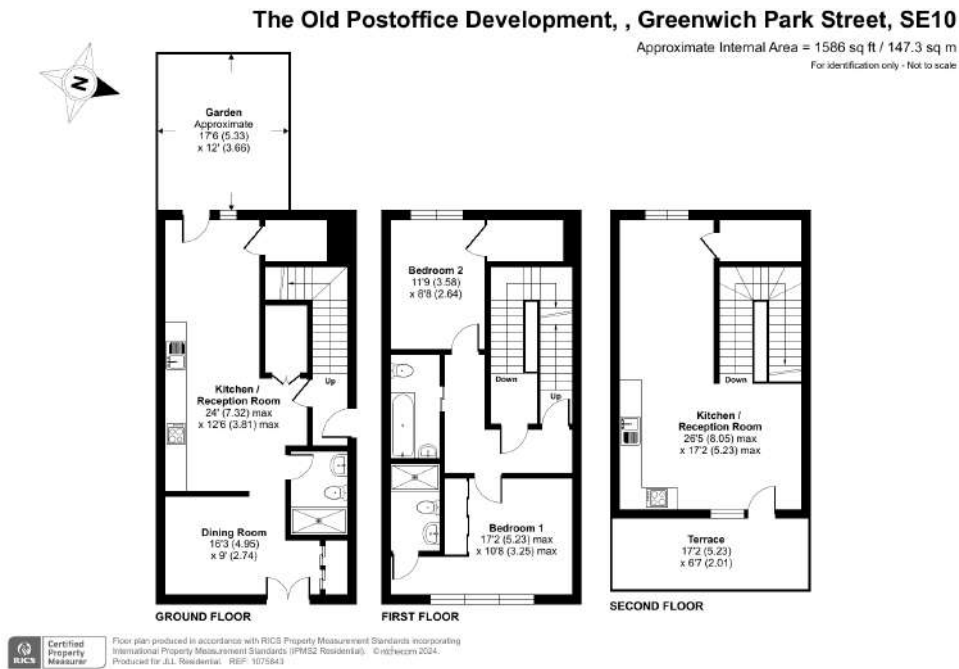 The Old Postoffice Development, , Greenwich Park Street, SE10
Approximate Internal Area = 1586 sq ft / 147.3 sq m
For identification only - Not to scale
N
Garden
Approximate
17'6 (5.33)
x 12' (3.66)
Kitchen /
Reception Room
24' (7.32) max
x 12'6 (3.81) max
Up
Dining Room
16'3 (4.95)
x 9' (2.74)
GROUND FLOOR
Bedroom 2
11'9 (3.58)
x 8'8 (2.64)
Down
Up
Bedroom 1
17'2 (5.23) max
x 10'8 (3.25) max
FIRST FLOOR
Down
Kitchen /
Reception Room
26'5 (8.05) max
x 17'2 (5.23) max
Terrace
17'2 (5.23)
x 6'7 (2.01)
SECOND FLOOR
RICS
Certified
Property
Measurer
Floor plan produced in accordance with RICS Property Measurement Standards incorporating
International Property Measurement Standards (IPMS2 Residential). © nichecom 2024.
Produced for JLL Residential. REF: 1075843